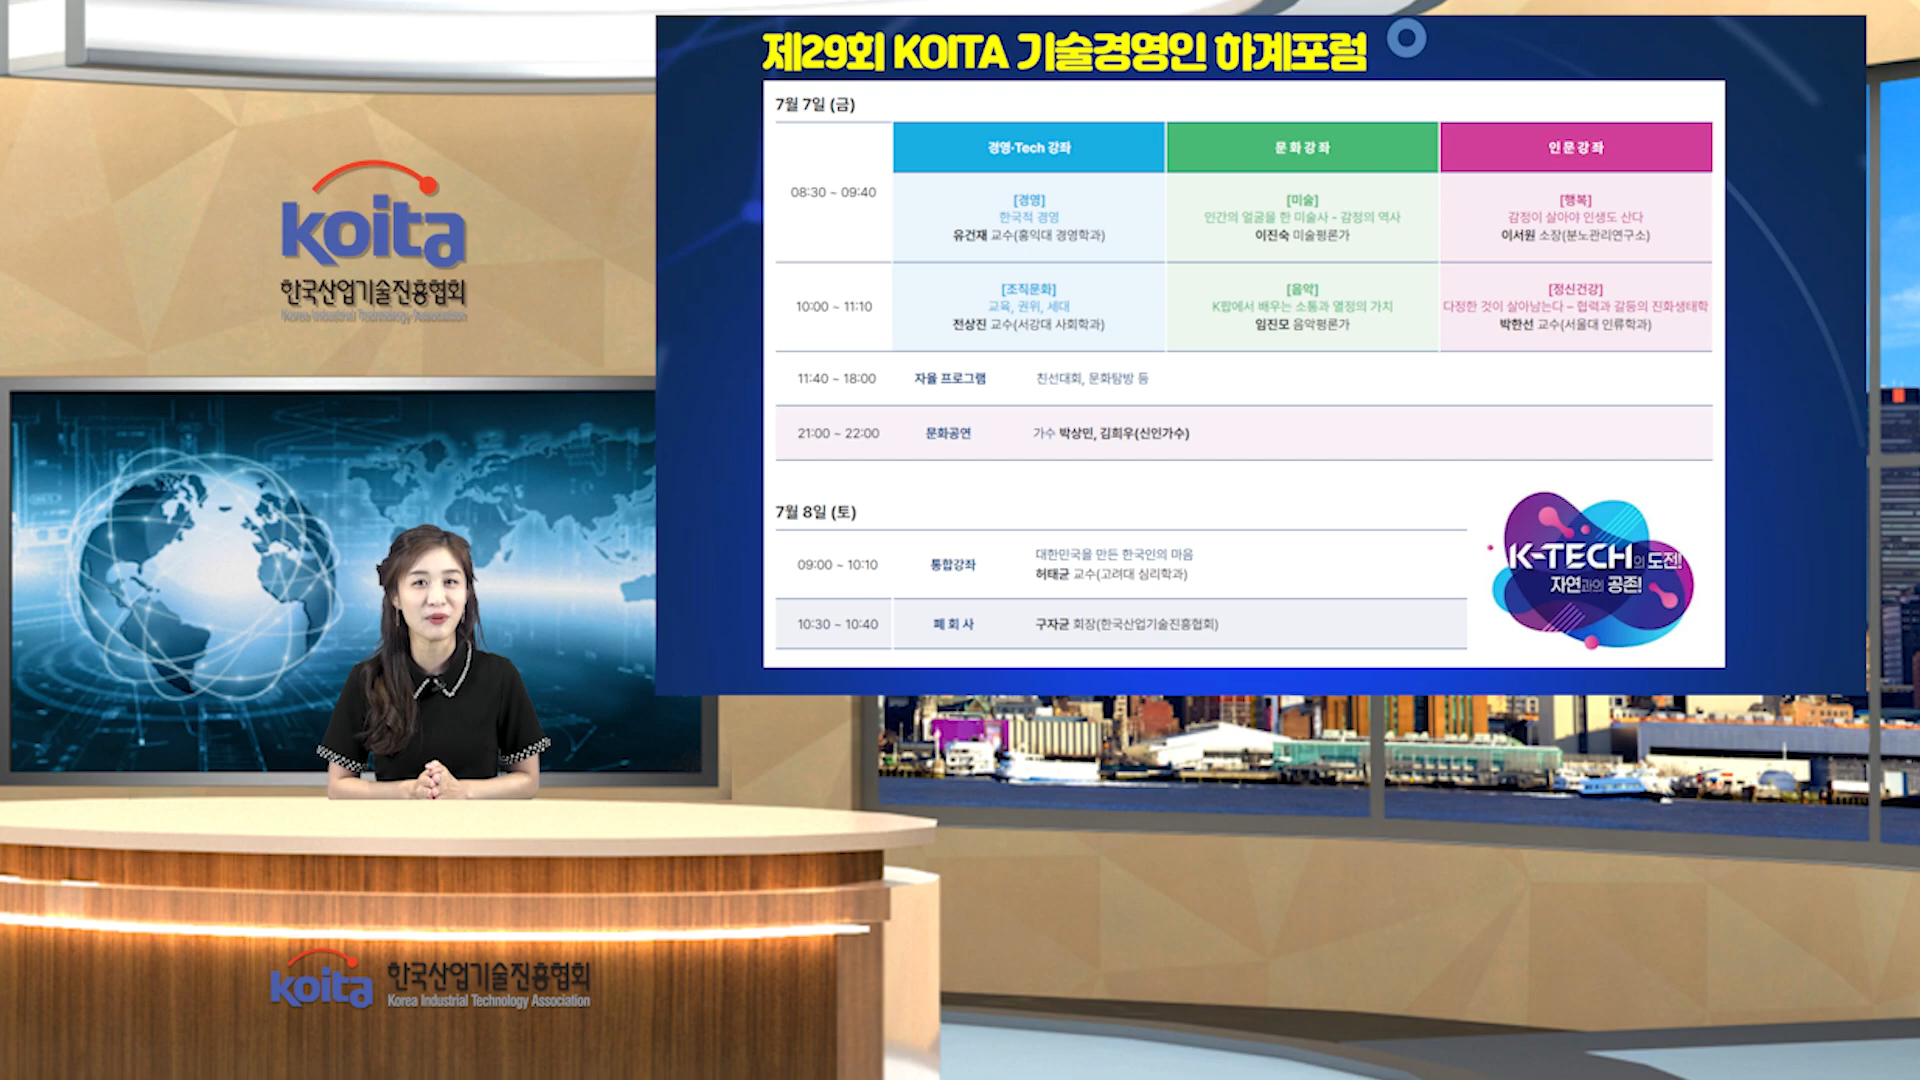 제29회 KOITA 기술경영인 하계포럼
7월 7일 (금)
경영·Tech 강좌
문화강좌
인문강좌
08:30 ~ 09:40
[경영]
한국적 경영
유건재 교수(홍익대 경영학과)
[미술]
인간의 얼굴을 한 미술사 - 감정의 역사
이진숙 미술평론가
[행복]
감정이 살아야 인생도 산다
이서원 소장(분노관리연구소)
10:00 ~ 11:10
[조직문화]
교육, 권위, 세대
전상진 교수(서강대 사회학과)
[음악]
K팝에서 배우는 소통과 열정의 가치
임진모 음악평론가
[정신건강]
다정한 것이 살아남는다 – 협력과 갈등의 진화생태학
박한선 교수(서울대 인류학과)
11:40 ~ 18:00 자율 프로그램 친선대회, 문화탐방 등
21:00 ~ 22:00 문화공연 가수 박상민, 김희우(신인가수)
7월 8일 (토)
09:00 ~ 10:10 통합강좌
대한민국을 만든 한국인의 마음
허태균 교수(고려대 심리학과)
10:30 ~ 10:40 폐회사 구자균 회장(한국산업기술진흥협회)
K-TECH의 도전!
자연과의 공존!
koita
한국산업기술진흥협회
Korea Industrial Technology Association
koita 한국산업기술진흥협회
Korea Industrial Technology Association